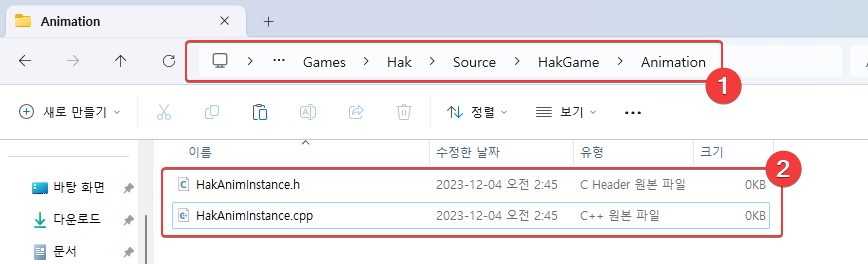 Animation
Games Hak Source HakGame Animation
1
새로 만들기 정렬 보기
이름 수정한 날짜 유형 크기
2
바탕 화면
HakAnimInstance.h 2023-12-04 오전 2:45 C Header 원본 파일 0KB
다운로드
HakAnimInstance.cpp 2023-12-04 오전 2:45 C++ 원본 파일 0KB
문서